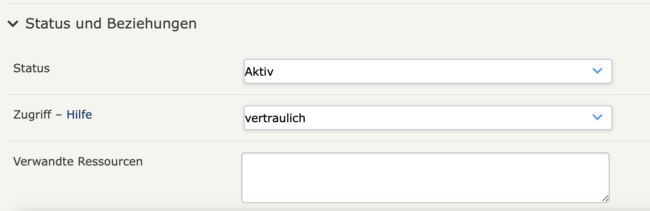 Status und Beziehungen
Status
Aktiv
Zugriff – Hilfe
vertraulich
Verwandte Ressourcen